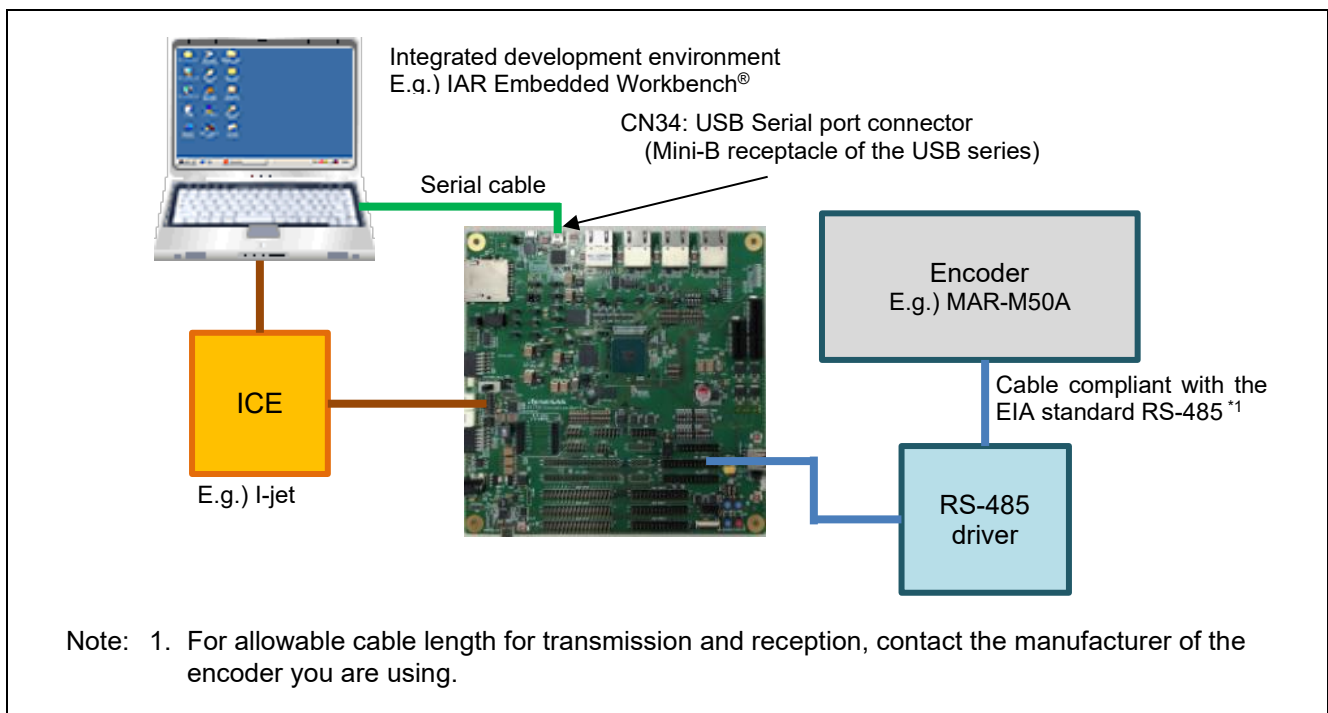 Integrated development environment
E.g.) IAR Embedded Workbench®
CN34: USB Serial port connector
(Mini-B receptacle of the USB series)
Serial cable
Encoder
E.g.) MAR-M50A
Cable compliant with the
EIA standard RS-485 *1
ICE
E.g.) I-jet
RS-485
driver
Note: 1. For allowable cable length for transmission and reception, contact the manufacturer of the
encoder you are using.